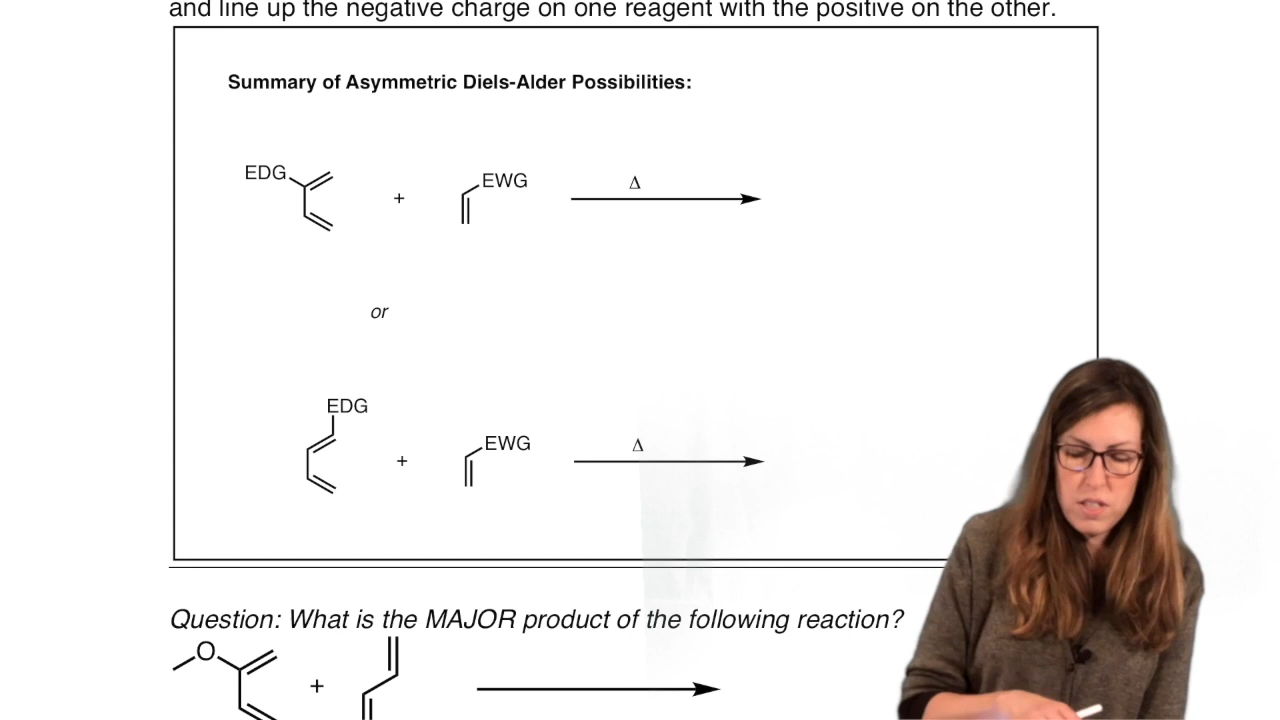 and line up the negative charge on one reagent with the positive on the other.
Summary of Asymmetric Diels-Alder Possibilities:
EDG
+
EWG
Δ
or
EDG
+
EWG
Δ
Question: What is the MAJOR product of the following reaction?
O
+